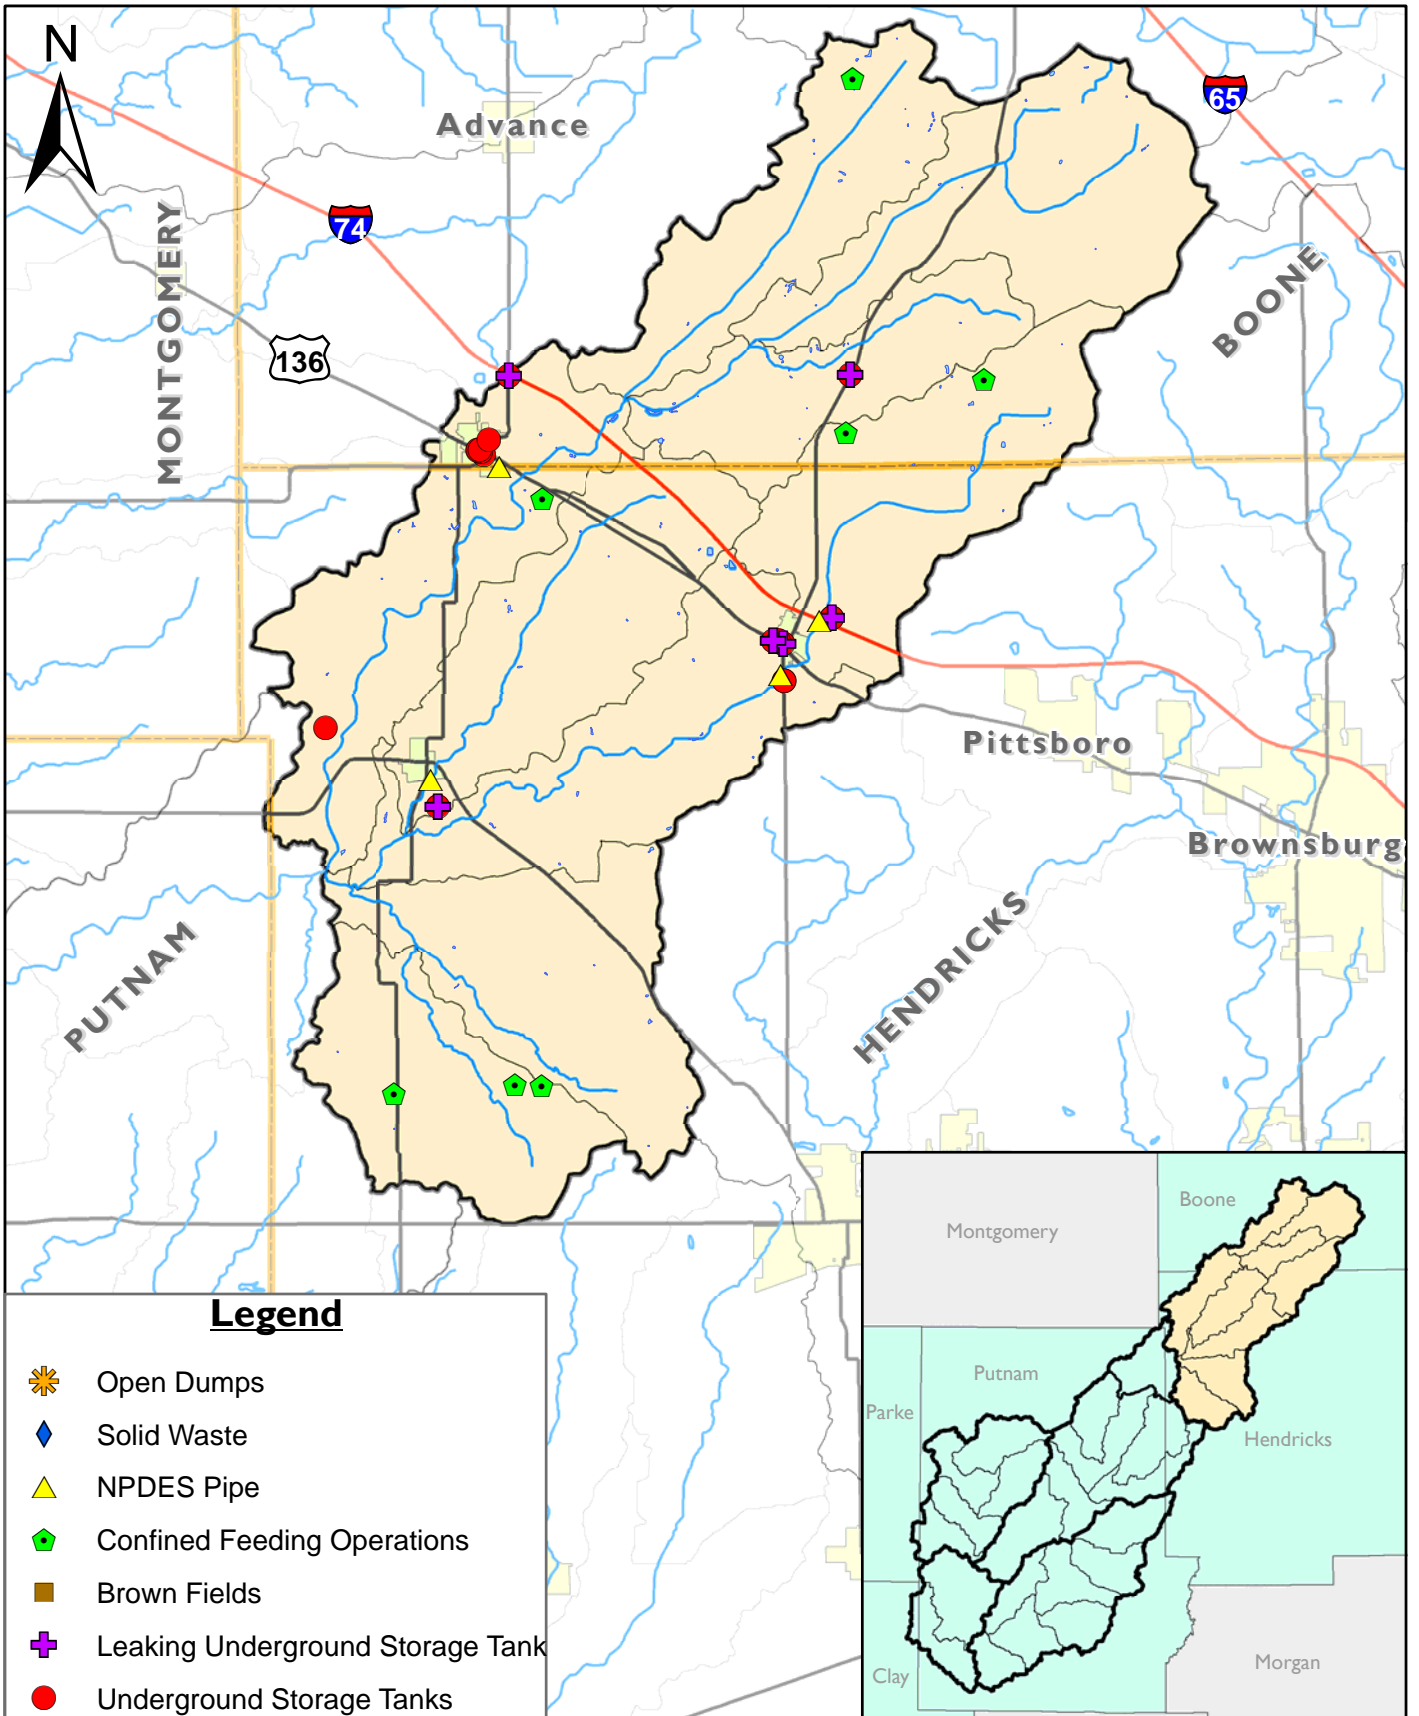 N
Advance
65
74
MONTGOMERY
BOONE
136
Pittsboro
Brownsburg
PUTNAM
HENDRICKS
Legend
Open Dumps
Solid Waste
NPDES Pipe
Confined Feeding Operations
Brown Fields
Leaking Underground Storage Tank
Underground Storage Tanks
Boone
Montgomery
Putnam
Parke
Hendricks
Clay
Morgan